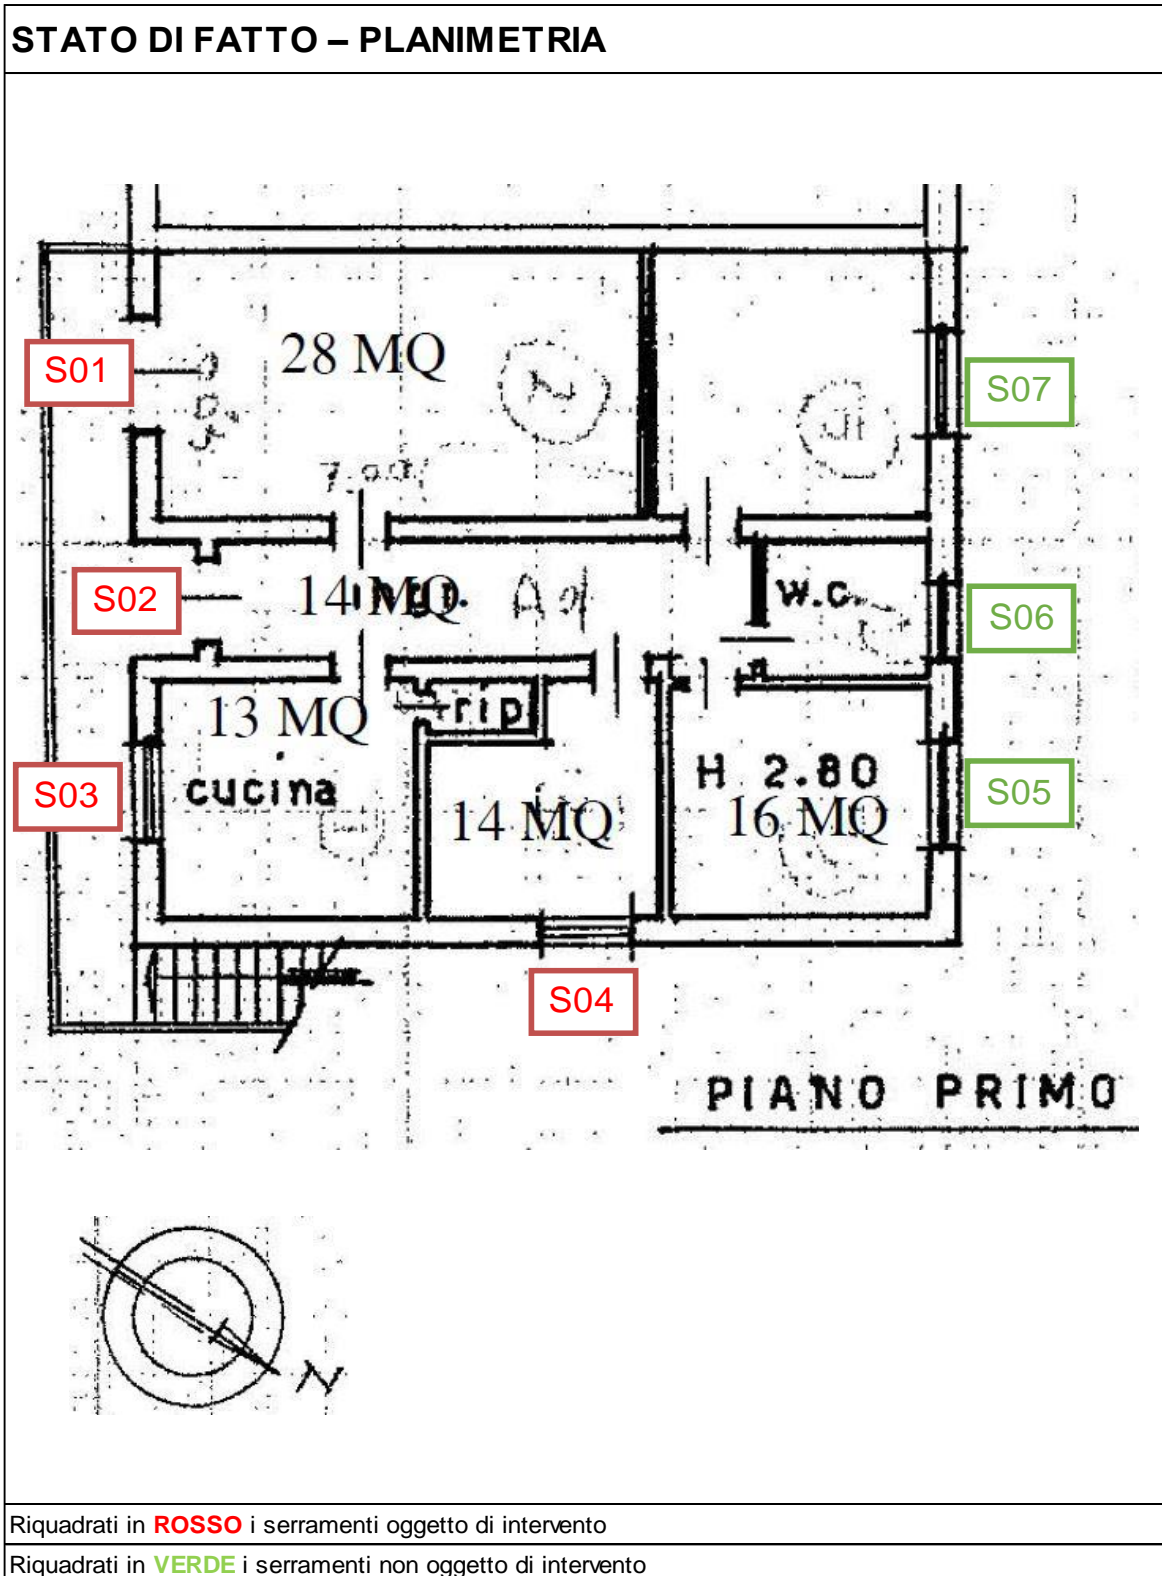 STATO DI FATTO – PLANIMETRIA
28 MQ
S01
S07
S02
14 MQ
W.C.
S06
13 MQ
rip
cucina
H 2.80
S03
14 MQ
16 MQ
S05
S04
PIANO PRIMO
N
Riquadrati in ROSSO i serramenti oggetto di intervento
Riquadrati in VERDE i serramenti non oggetto di intervento